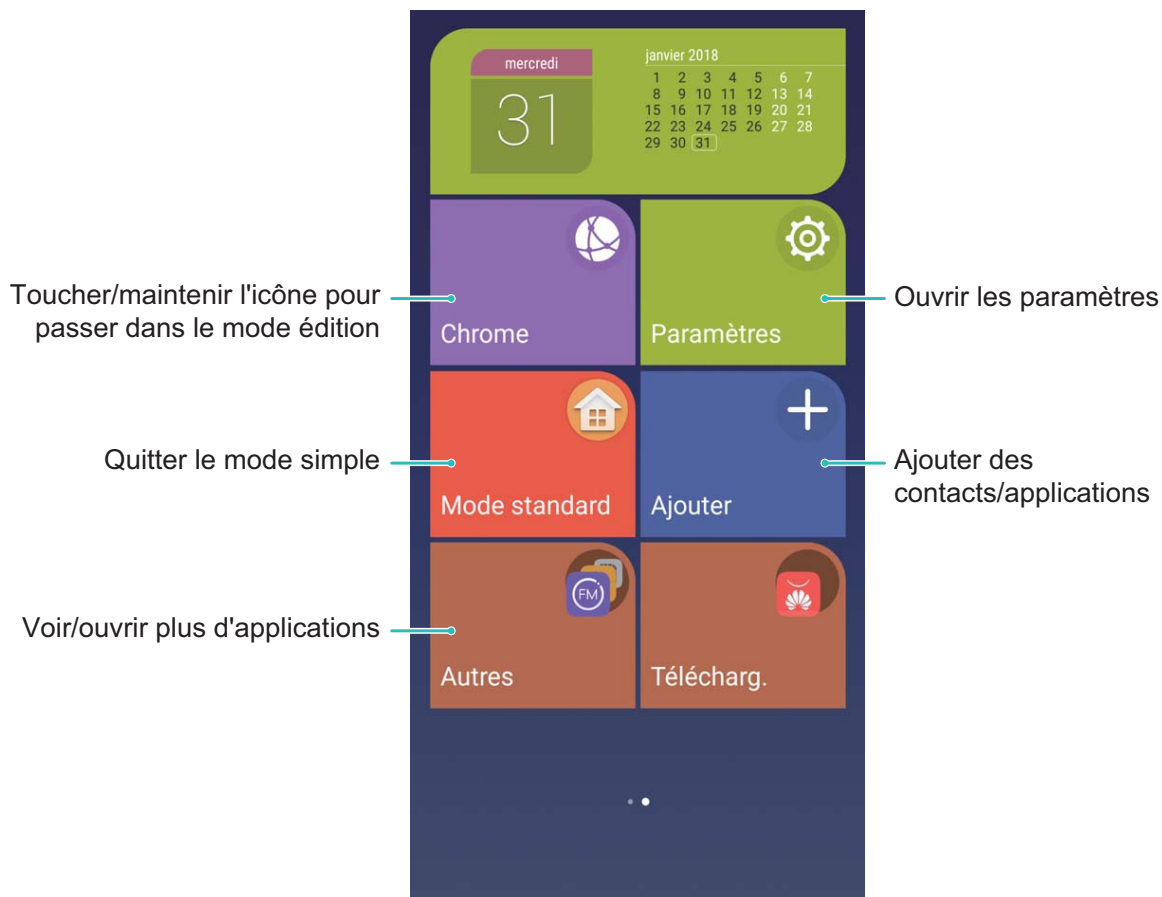 mercredi
31
janvier 2018
1 2 3 4 5 6 7
8 9 10 11 12 13 14
15 16 17 18 19 20 21
22 23 24 25 26 27 28
29 30 31
Toucher/maintenir l'icône pour
passer dans le mode édition
Chrome
Paramètres
Ouvrir les paramètres
Quitter le mode simple
Mode standard
Ajouter
Ajouter des
contacts/applications
Voir/ouvrir plus d'applications
FM
Autres
Télécharg.